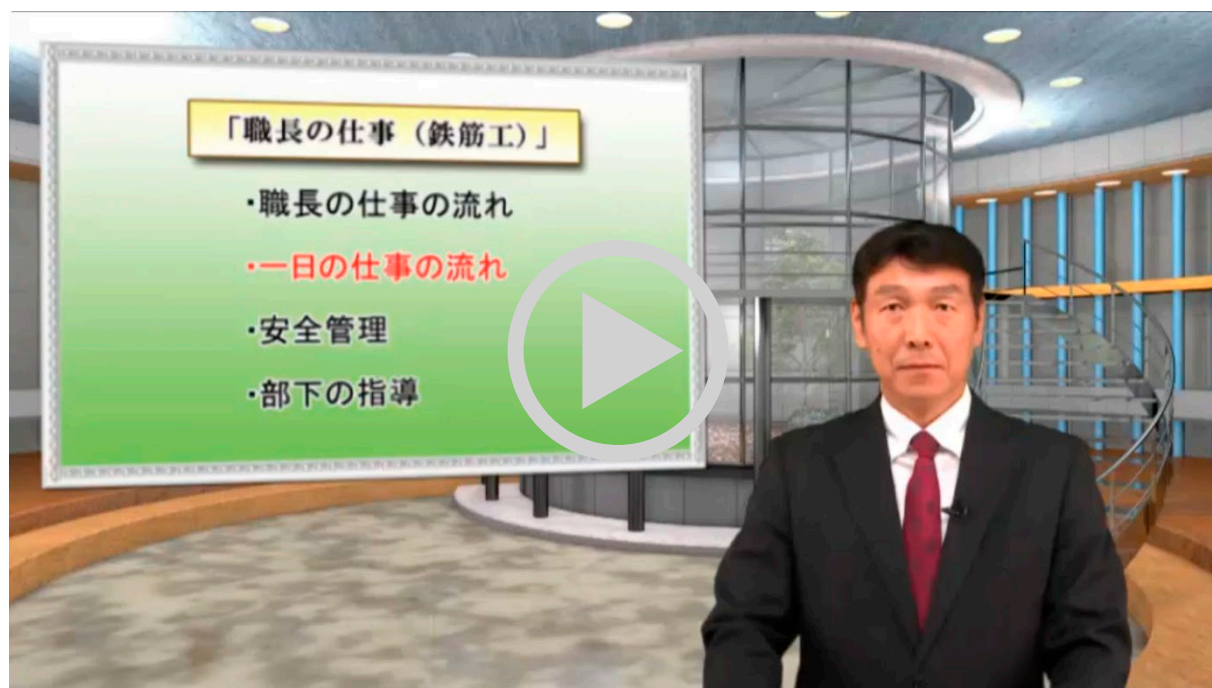 「職長の仕事（鉄筋工）」
・職長の仕事の流れ
・一日の仕事の流れ
・安全管理
・部下の指導